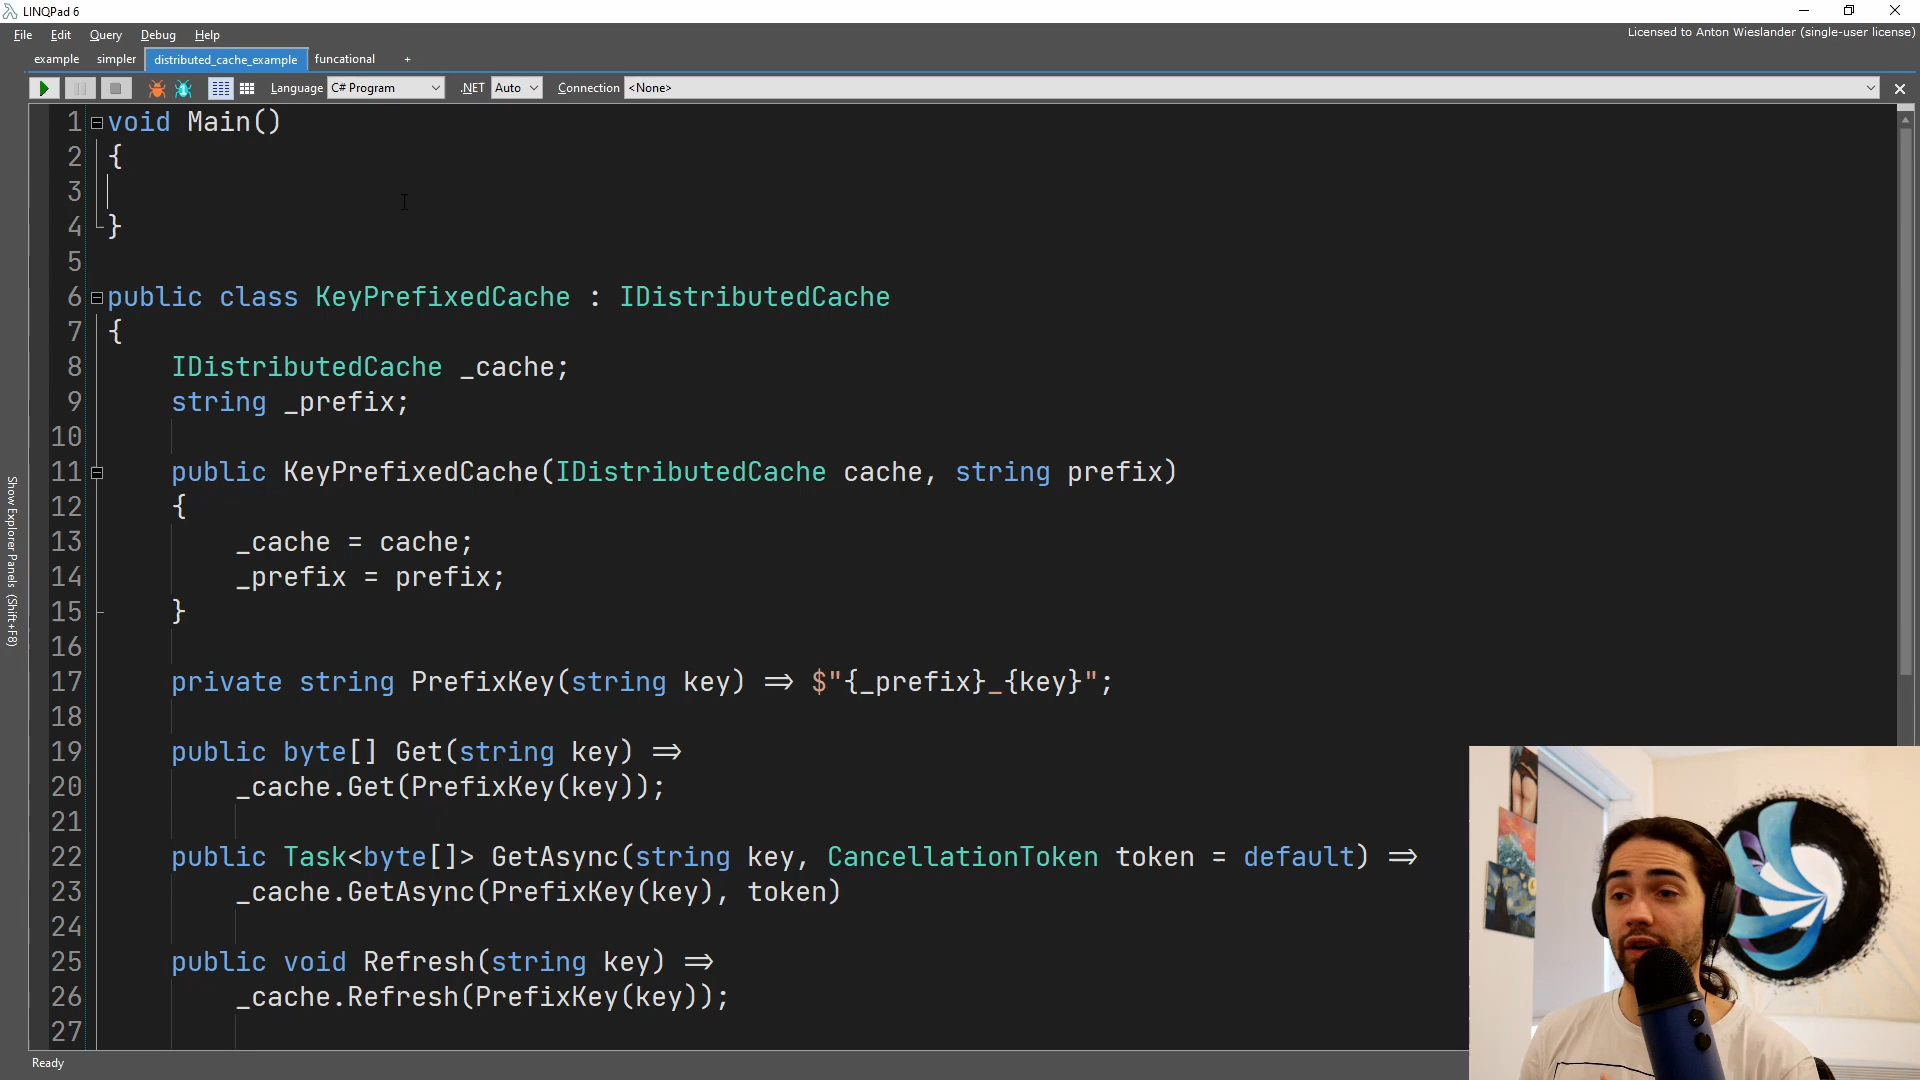 LINQPad 6
File Edit Query Debug Help
Licensed to Anton Wieslander (single-user license)
example simpler distributed_cache_example funcational +
Language C# Program .NET Auto Connection <None>
1 void Main()
2 {
3
4 }
5
6 public class KeyPrefixedCache : IDistributedCache
7 {
8 IDistributedCache _cache;
9 string _prefix;
10
11 public KeyPrefixedCache(IDistributedCache cache, string prefix)
12 {
13 _cache = cache;
14 _prefix = prefix;
15 }
16
17 private string PrefixKey(string key) => $"{_prefix}_{key}";
18
19 public byte[] Get(string key) =>
20 _cache.Get(PrefixKey(key));
21
22 public Task<byte[]> GetAsync(string key, CancellationToken token = default) =>
23 _cache.GetAsync(PrefixKey(key), token)
24
25 public void Refresh(string key) =>
26 _cache.Refresh(PrefixKey(key));
27
Show Explorer Panels (Shift+F8)
Ready